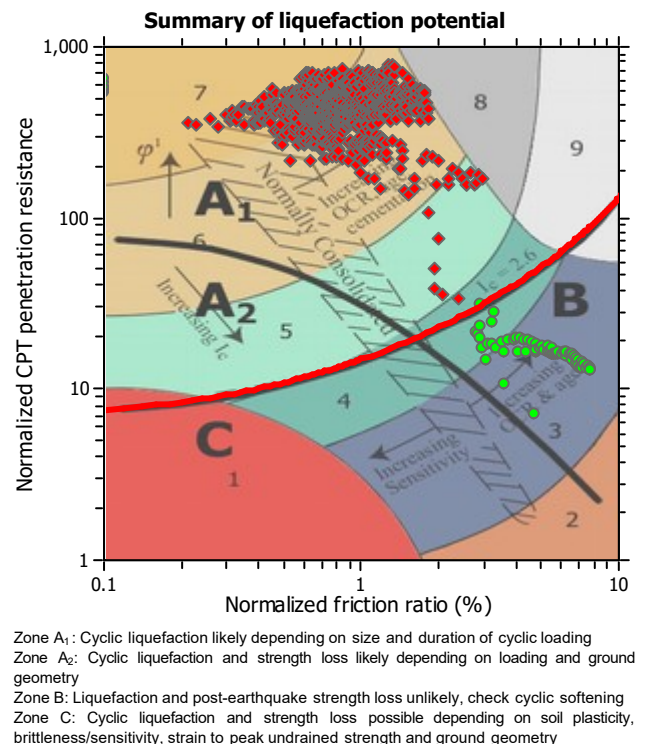 Summary of liquefaction potential
Normalized CPT penetration resistance
1,000
100
10
1
7
8
9
φ'
A1
Increasing
OCR, age,
cementation
Normally Consolidated
6
A2
Increasing Ic
5
Ic = 2.6
B
4
C
1
Increasing
OCR & age
3
Increasing
Sensitivity
2
0.1
1
10
Normalized friction ratio (%)
Zone A1: Cyclic liquefaction likely depending on size and duration of cyclic loading
Zone A2: Cyclic liquefaction and strength loss likely depending on loading and ground
geometry
Zone B: Liquefaction and post-earthquake strength loss unlikely, check cyclic softening
Zone C: Cyclic liquefaction and strength loss possible depending on soil plasticity,
brittleness/sensitivity, strain to peak undrained strength and ground geometry